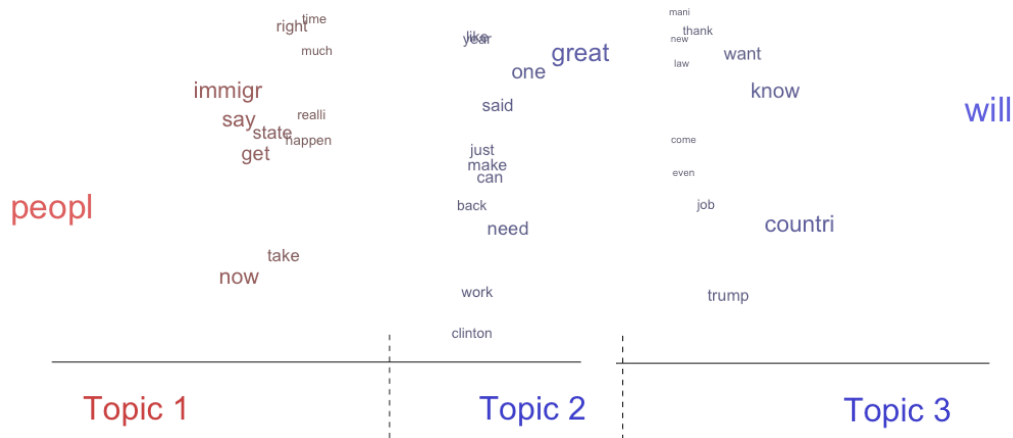 time
right
much
immigr
say
realli
state
happen
get
peopl
take
now
like
year
great
one
said
just
make
can
back
need
work
clinton
mani
thank
new
want
law
know
will
come
even
job
countri
trump
Topic 1
Topic 2
Topic 3